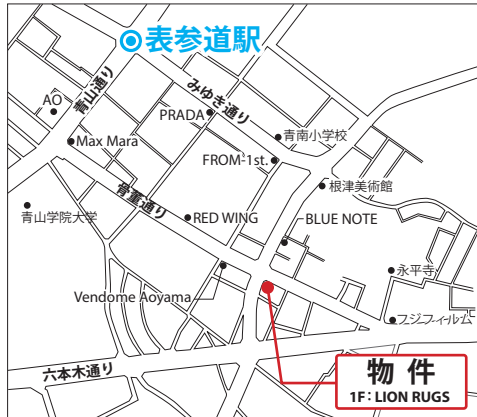 表参道駅
青山通り
みゆき通り
AO
PRADA
Max Mara
青南小学校
FROM-1st.
根津美術館
骨董通り
青山学院大学
RED WING
BLUE NOTE
永平寺
Vendome Aoyama
フジフィールム
六本木通り
物件
1F: LION RUGS